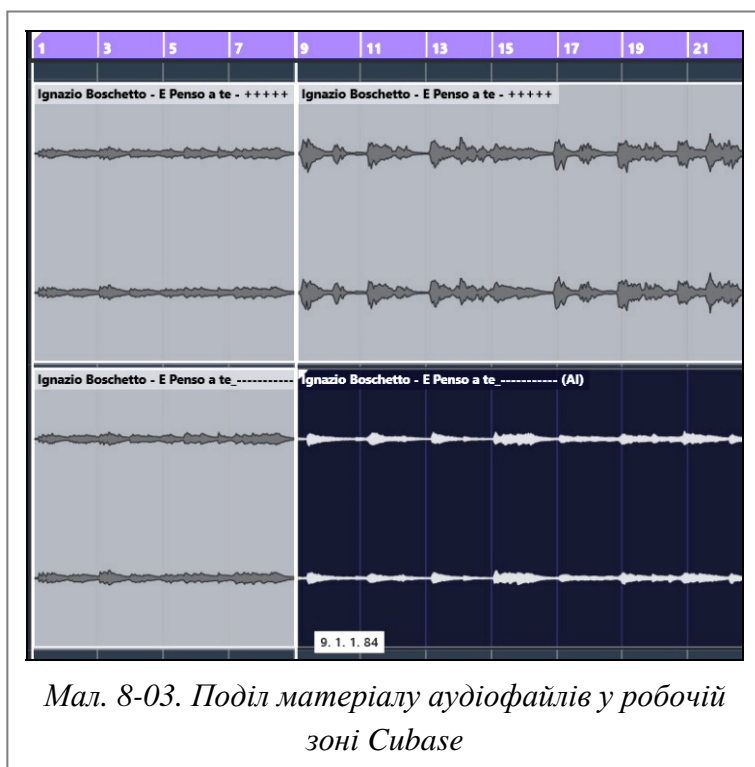 1 3 5 7 9 11 13 15 17 19 21
Ignazio Boschetto - E Penso a te - +++++ Ignazio Boschetto - E Penso a te - +++++
Ignazio Boschetto - E Penso a te_----------- Ignazio Boschetto - E Penso a te_----------- (AI)
9. 1. 1. 84
Мал. 8-03. Поділ матеріалу аудіофайлів у робочій
зоні Cubase